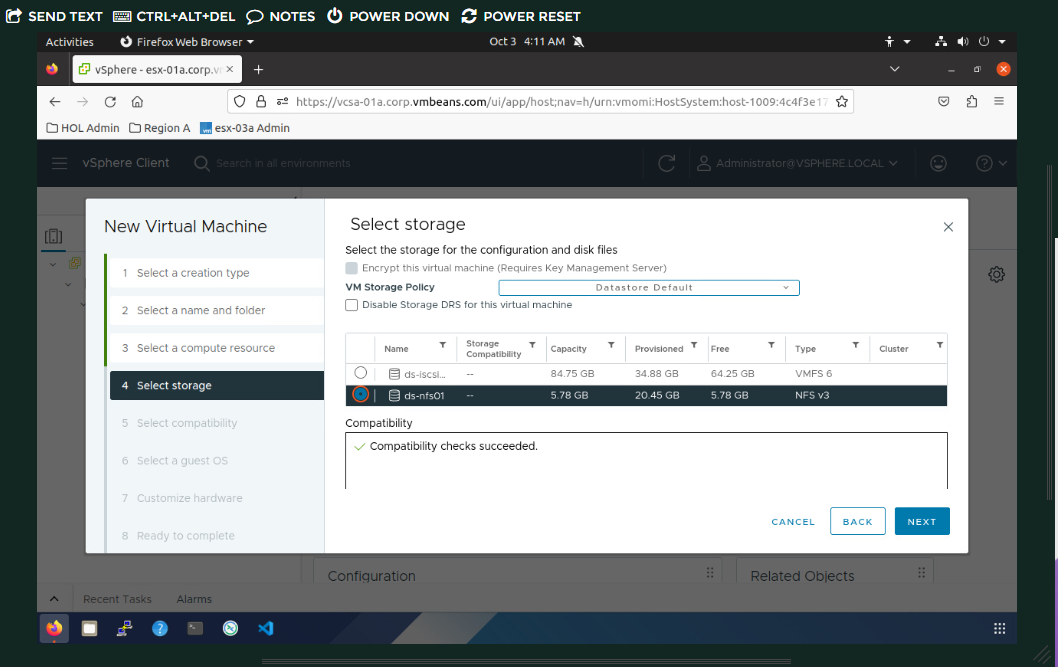 SEND TEXT CTRL+ALT+DEL NOTES POWER DOWN POWER RESET
Activities Firefox Web Browser Oct 3 4:11 AM
vSphere - esx-01a.corp.vr
https://vcsa-01a.corp.vmbeans.com/ui/app/host;nav=h/urn:vmomi:HostSystem:host-1009:4c4f3e17
HOL Admin Region A vm esx-03a Admin
vSphere Client Search in all environments Administrator@VSPHERE.LOCAL
New Virtual Machine
1 Select a creation type
2 Select a name and folder
3 Select a compute resource
4 Select storage
5 Select compatibility
6 Select a guest OS
7 Customize hardware
8 Ready to complete
Select storage
Select the storage for the configuration and disk files
Encrypt this virtual machine (Requires Key Management Server)
VM Storage Policy Datastore Default
Disable Storage DRS for this virtual machine
Name Storage Compatibility Capacity Provisioned Free Type Cluster
ds-iscsi... -- 84.75 GB 34.88 GB 64.25 GB VMFS 6
ds-nfs01 -- 5.78 GB 20.45 GB 5.78 GB NFS v3
Compatibility
Compatibility checks succeeded.
CANCEL BACK NEXT
Configuration Related Objects
Recent Tasks Alarms